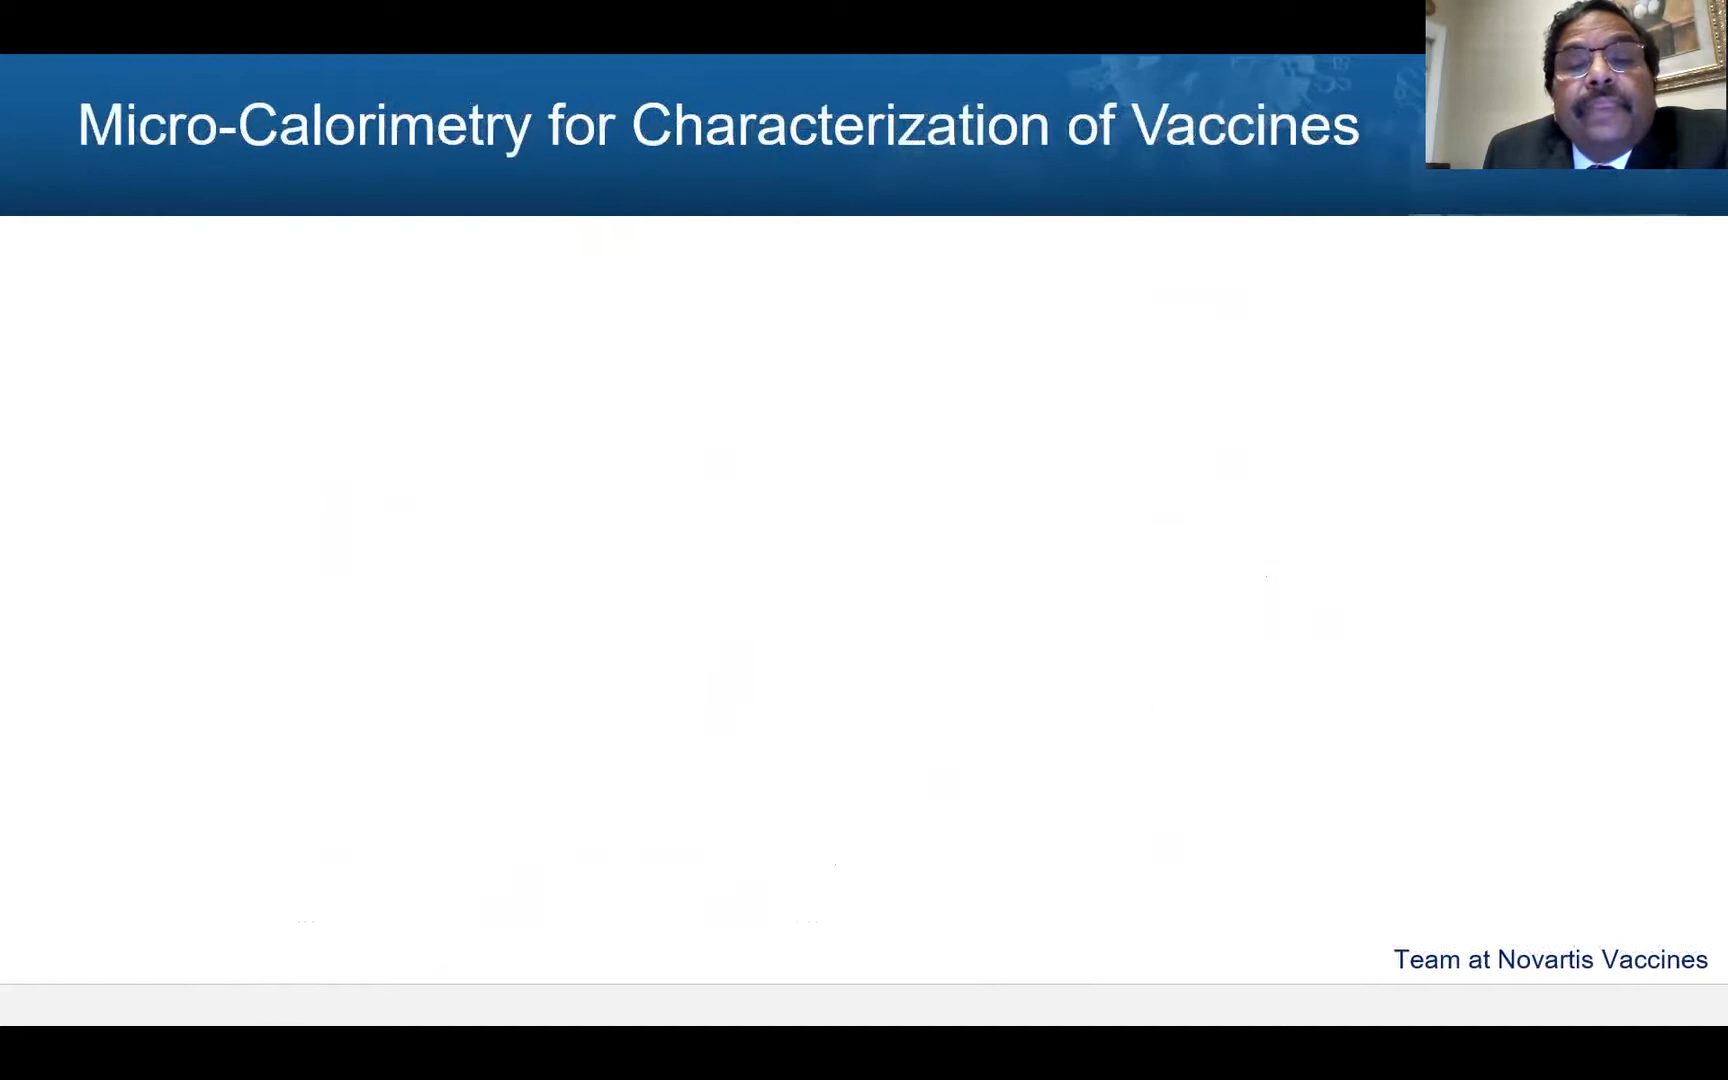 Micro-Calorimetry for Characterization of Vaccines
Team at Novartis Vaccines